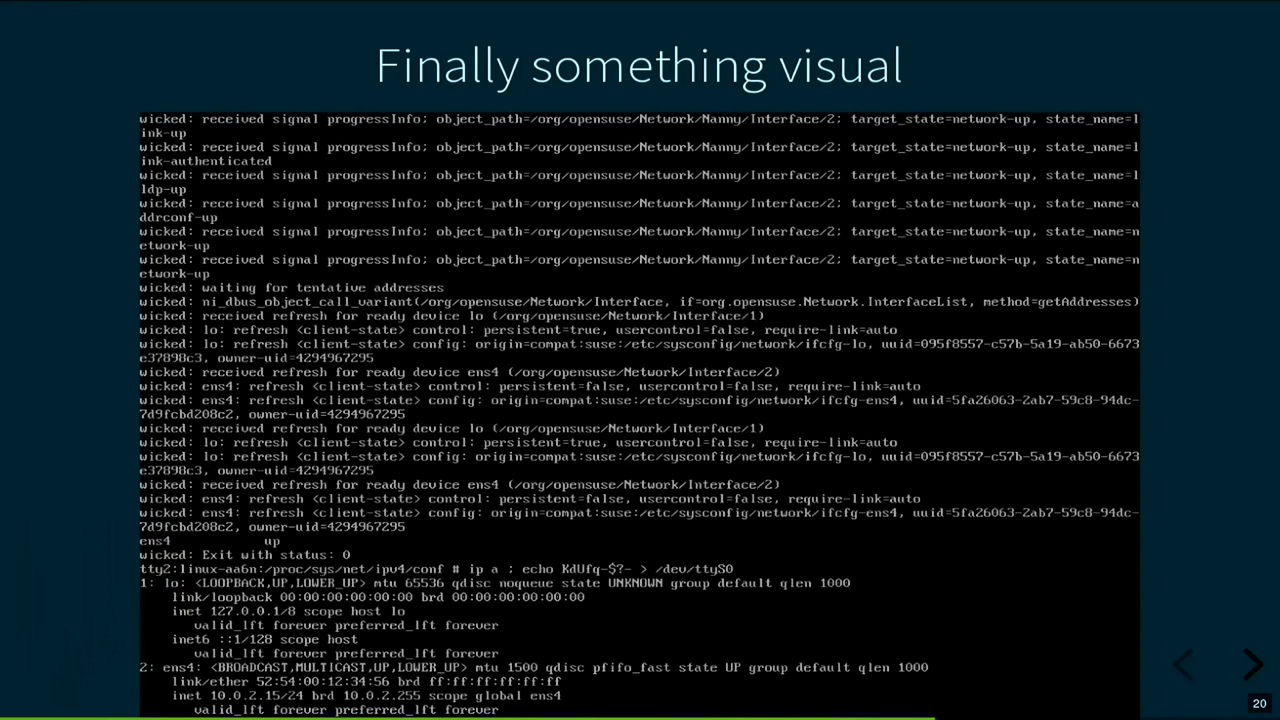 Finally something visual
wicked: received signal progressInfo; object_path=/org/opensuse/Network/Nanny/Interface/2; target_state=network-up, state_name=l
ink-up
wicked: received signal progressInfo; object_path=/org/opensuse/Network/Nanny/Interface/2; target_state=network-up, state_name=l
ink-authenticated
wicked: received signal progressInfo; object_path=/org/opensuse/Network/Nanny/Interface/2; target_state=network-up, state_name=l
ldp-up
wicked: received signal progressInfo; object_path=/org/opensuse/Network/Nanny/Interface/2; target_state=network-up, state_name=a
ddrconf-up
wicked: received signal progressInfo; object_path=/org/opensuse/Network/Nanny/Interface/2; target_state=network-up, state_name=n
etwork-up
wicked: received signal progressInfo; object_path=/org/opensuse/Network/Nanny/Interface/2; target_state=network-up, state_name=n
etwork-up
wicked: waiting for tentative addresses
wicked: ni_dbus_object_call_variant(/org/opensuse/Network/Interface, if=org.opensuse.Network.InterfaceList, method=getAddresses)
wicked: received refresh for ready device lo (/org/opensuse/Network/Interface/1)
wicked: lo: refresh <client-state> control: persistent=true, usercontrol=false, require-link=auto
wicked: lo: refresh <client-state> config: origin=compat:suse:/etc/sysconfig/network/ifcfg-lo, uuid=095f8557-c57b-5a19-ab50-6673
e37898c3, owner-uid=4294967295
wicked: received refresh for ready device ens4 (/org/opensuse/Network/Interface/2)
wicked: ens4: refresh <client-state> control: persistent=false, usercontrol=false, require-link=auto
wicked: ens4: refresh <client-state> config: origin=compat:suse:/etc/sysconfig/network/ifcfg-ens4, uuid=5fa26063-2ab7-59c8-94dc-
7d9fcbd208c2, owner-uid=4294967295
wicked: received refresh for ready device lo (/org/opensuse/Network/Interface/1)
wicked: lo: refresh <client-state> control: persistent=true, usercontrol=false, require-link=auto
wicked: lo: refresh <client-state> config: origin=compat:suse:/etc/sysconfig/network/ifcfg-lo, uuid=095f8557-c57b-5a19-ab50-6673
e37898c3, owner-uid=4294967295
wicked: received refresh for ready device ens4 (/org/opensuse/Network/Interface/2)
wicked: ens4: refresh <client-state> control: persistent=false, usercontrol=false, require-link=auto
wicked: ens4: refresh <client-state> config: origin=compat:suse:/etc/sysconfig/network/ifcfg-ens4, uuid=5fa26063-2ab7-59c8-94dc-
7d9fcbd208c2, owner-uid=4294967295
ens4            up
wicked: Exit with status: 0
tty2:linux-aa6n:/proc/sys/net/ipv4/conf # ip a ; echo KdUfq-$?- > /dev/ttyS0
1: lo: <LOOPBACK,UP,LOWER_UP> mtu 65536 qdisc noqueue state UNKNOWN group default qlen 1000
    link/loopback 00:00:00:00:00:00 brd 00:00:00:00:00:00
    inet 127.0.0.1/8 scope host lo
       valid_lft forever preferred_lft forever
    inet6 ::1/128 scope host
       valid_lft forever preferred_lft forever
2: ens4: <BROADCAST,MULTICAST,UP,LOWER_UP> mtu 1500 qdisc pfifo_fast state UP group default qlen 1000
    link/ether 52:54:00:12:34:56 brd ff:ff:ff:ff:ff:ff
    inet 10.0.2.15/24 brd 10.0.2.255 scope global ens4
       valid_lft forever preferred_lft forever
20